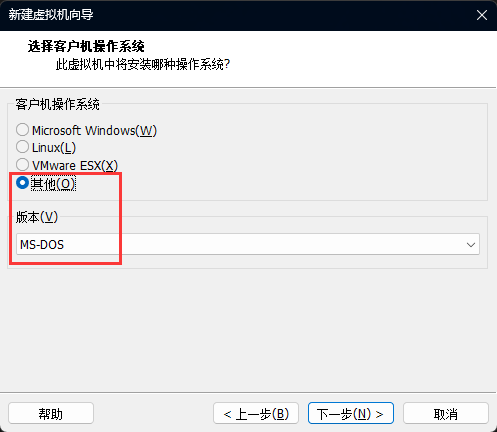 新建虚拟机向导
选择客户机操作系统
此虚拟机中将安装哪种操作系统?
客户机操作系统
Microsoft Windows(W)
Linux(L)
VMware ESX(X)
其他(O)
版本(V)
MS-DOS
帮助
< 上一步(B)
下一步(N) >
取消